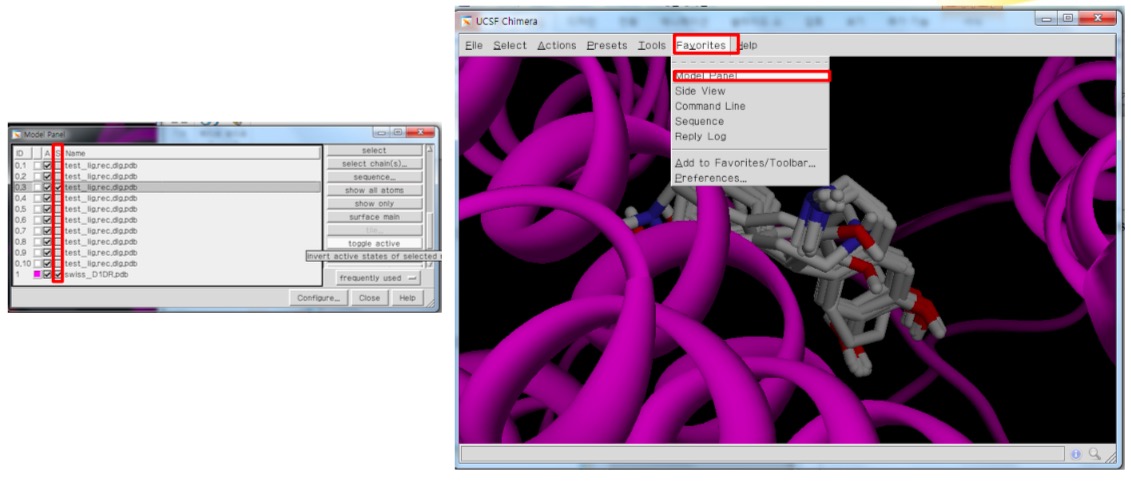 Model Panel
ID A S Name
0.1 test_lig.rec.dlg.pdb
0.2 test_lig.rec.dlg.pdb
0.3 test_lig.rec.dlg.pdb
0.4 test_lig.rec.dlg.pdb
0.5 test_lig.rec.dlg.pdb
0.6 test_lig.rec.dlg.pdb
0.7 test_lig.rec.dlg.pdb
0.8 test_lig.rec.dlg.pdb
0.9 test_lig.rec.dlg.pdb
0.10 test_lig.rec.dlg.pdb
1 swiss_D1DR.pdb
select
select chain(s)...
sequence...
show all atoms
show only
surface main
tile...
toggle active
Invert active states of selected
frequently used
Configure... Close Help
UCSF Chimera
File Select Actions Presets Tools Favorites Help
Model Panel
Side View
Command Line
Sequence
Reply Log
Add to Favorites/Toolbar...
Preferences...